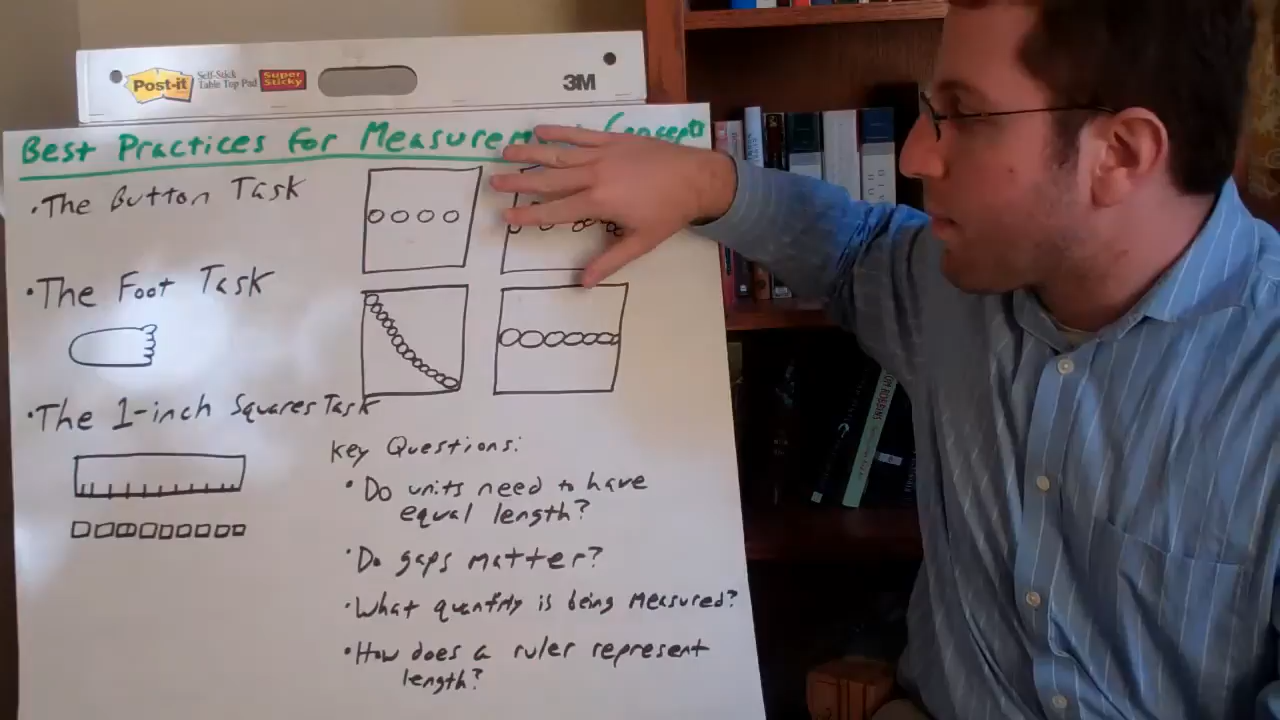 Post-it
Self-Stick
Table Top Pad
Super
Sticky
3M
Best Practices for Measurem Concepts
• The Button Task
• The Foot Task
• The 1-inch Squares Task
Key Questions:
• Do units need to have
equal length?
• Do gaps matter?
• What quantity is being measured?
• How does a ruler represent
length?